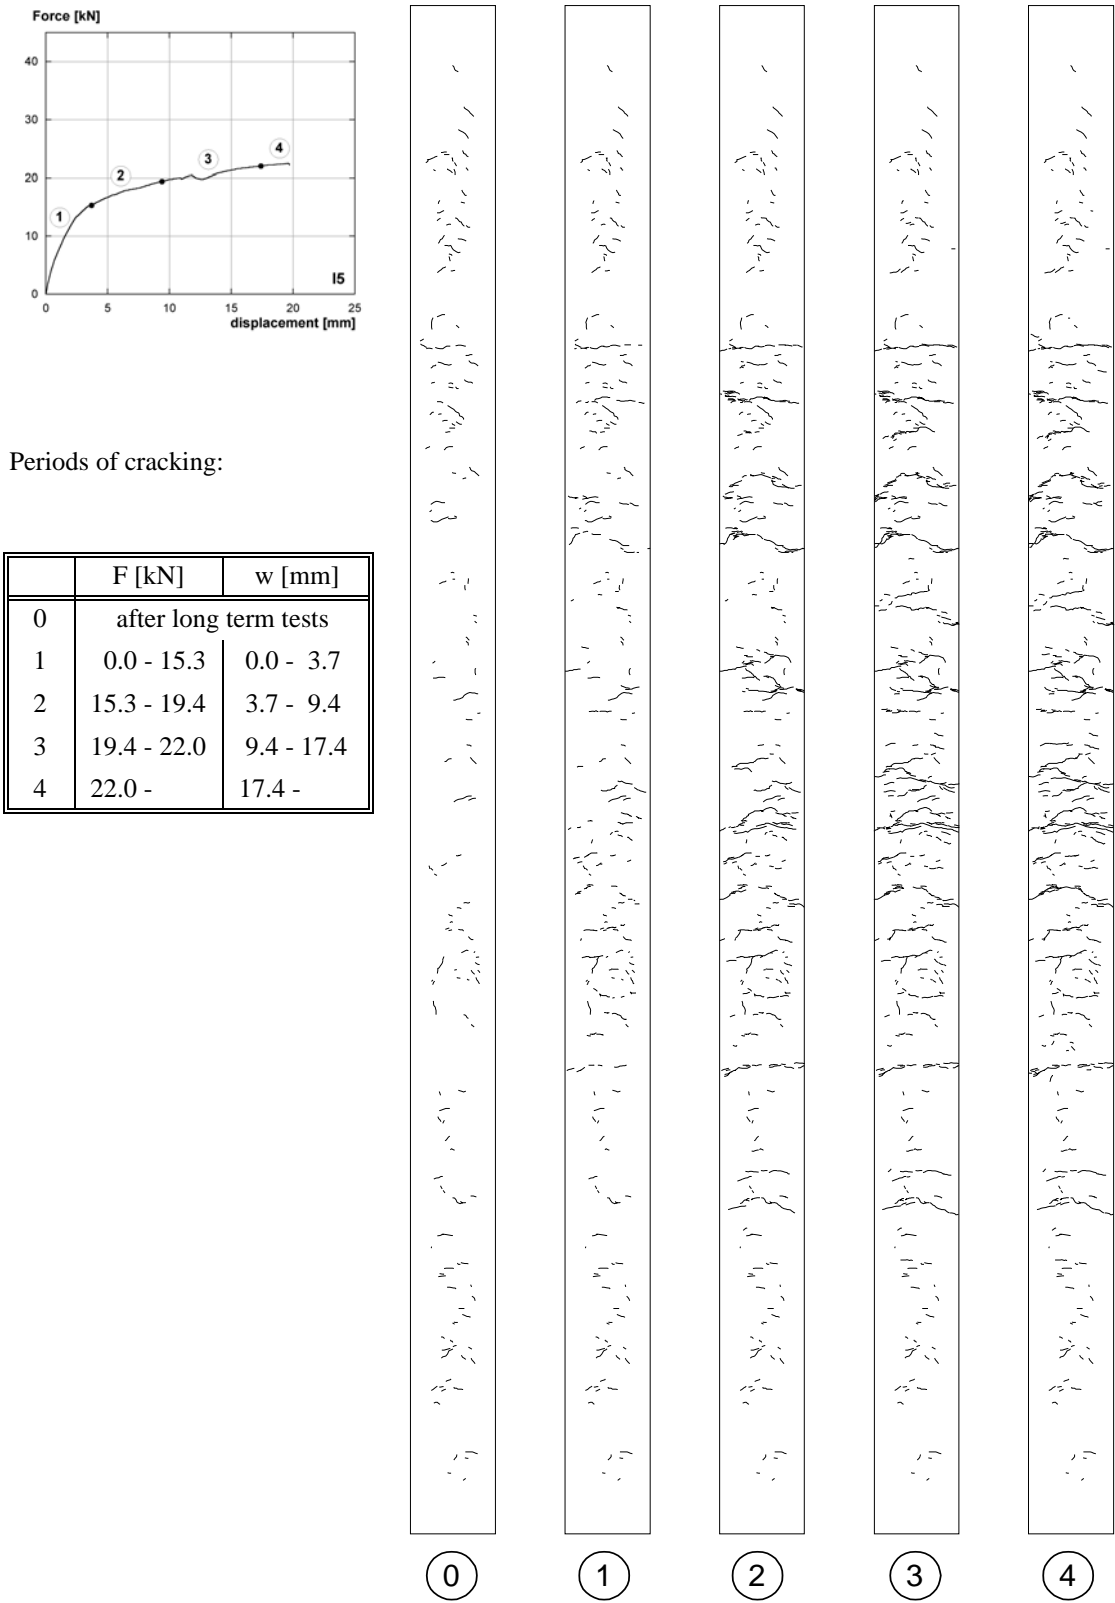 Force [kN]
40
30
20
10
0
1
2
3
4
I5
0 5 10 15 20 25
displacement [mm]
Periods of cracking:
F [kN] w [mm]
0 after long term tests
1 0.0 - 15.3 0.0 - 3.7
2 15.3 - 19.4 3.7 - 9.4
3 19.4 - 22.0 9.4 - 17.4
4 22.0 - 17.4 -
0 1 2 3 4